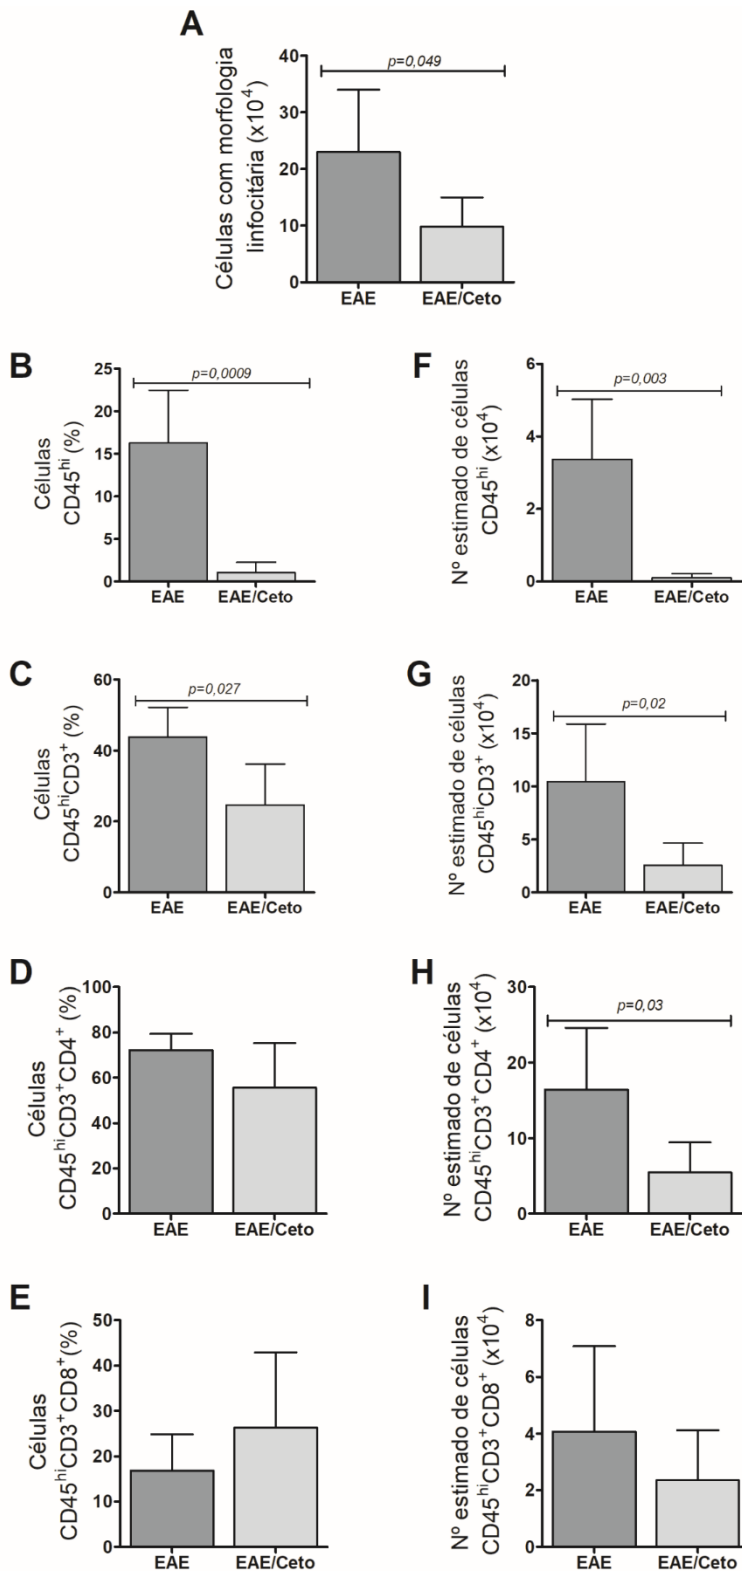 A
Células com morfologia
linfocitária (x10⁴)
40
30
20
10
0
p=0,049
EAE
EAE/Ceto
B
Células
CD45ʰⁱ (%)
25
20
15
10
5
0
p=0,0009
EAE
EAE/Ceto
F
Nº estimado de células
CD45ʰⁱ (x10⁴)
6
4
2
0
p=0,003
EAE
EAE/Ceto
C
Células
CD45ʰⁱCD3⁺ (%)
60
40
20
0
p=0,027
EAE
EAE/Ceto
G
Nº estimado de células
CD45ʰⁱCD3⁺ (x10⁴)
20
15
10
5
0
p=0,02
EAE
EAE/Ceto
D
Células
CD45ʰⁱCD3⁺CD4⁺ (%)
100
80
60
40
20
0
EAE
EAE/Ceto
H
Nº estimado de células
CD45ʰⁱCD3⁺CD4⁺ (x10⁴)
30
20
10
0
p=0,03
EAE
EAE/Ceto
E
Células
CD45ʰⁱCD3⁺CD8⁺(%)
50
40
30
20
10
0
EAE
EAE/Ceto
I
Nº estimado de células
CD45ʰⁱCD3⁺CD8⁺ (x10⁴)
8
6
4
2
0
EAE
EAE/Ceto